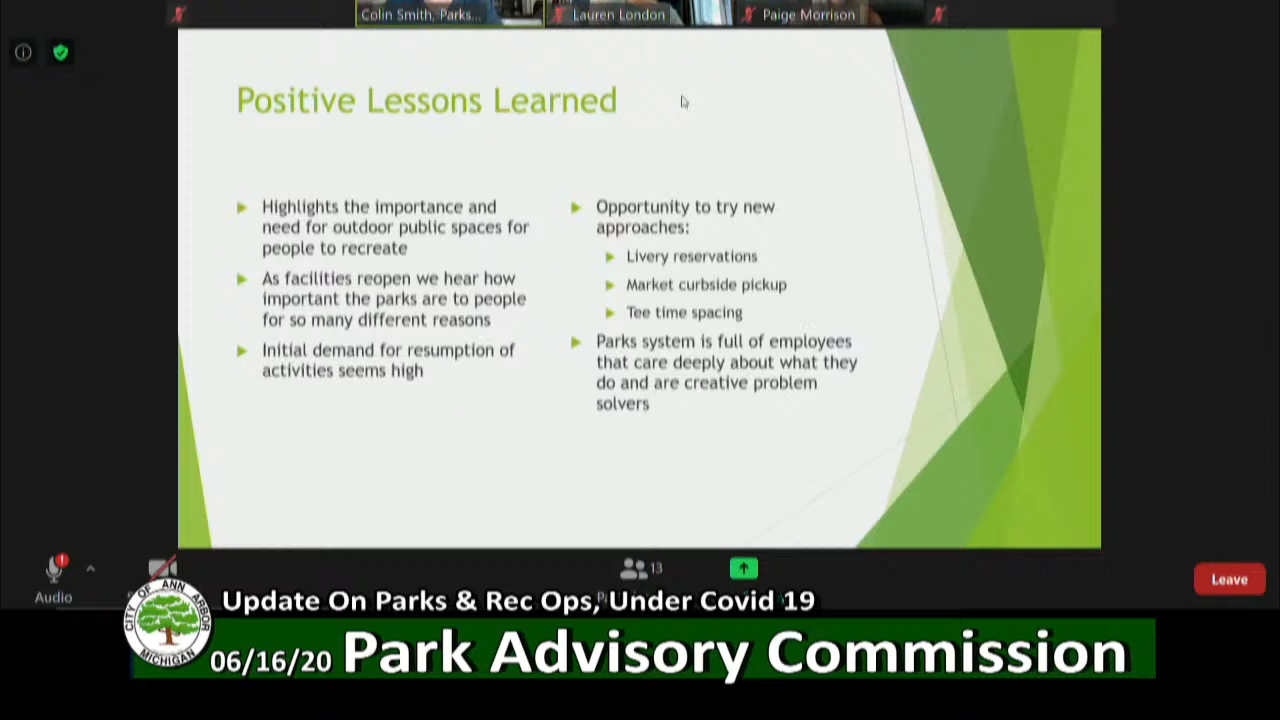 Colin Smith, Parks...
Lauren London
Paige Morrison
Positive Lessons Learned
Highlights the importance and
need for outdoor public spaces for
people to recreate
As facilities reopen we hear how
important the parks are to people
for so many different reasons
Initial demand for resumption of
activities seems high
Opportunity to try new
approaches:
Livery reservations
Market curbside pickup
Tee time spacing
Parks system is full of employees
that care deeply about what they
do and are creative problem
solvers
13
Audio
Leave
CITY OF ANN ARBOR
MICHIGAN
Update On Parks & Rec Ops, Under Covid 19
06/16/20 Park Advisory Commission